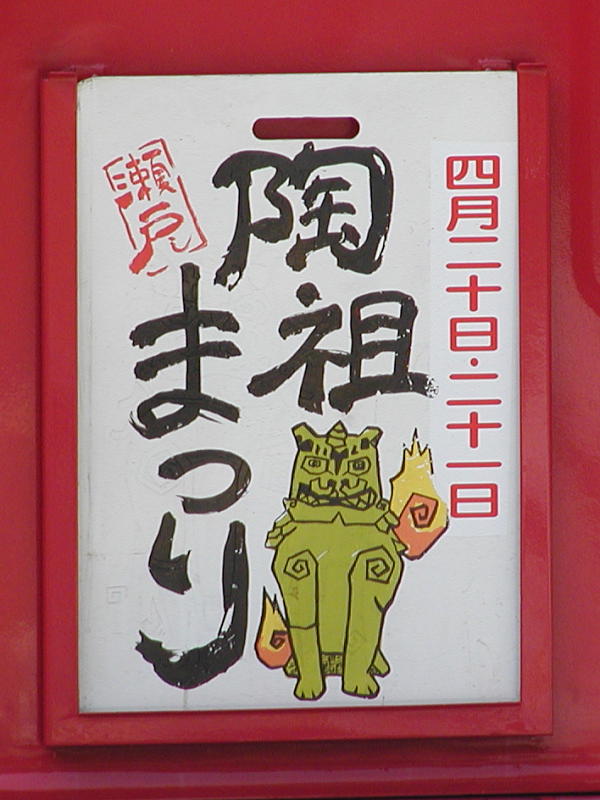 四月二十日・二十一日
陶祖
まつり
瀬戸